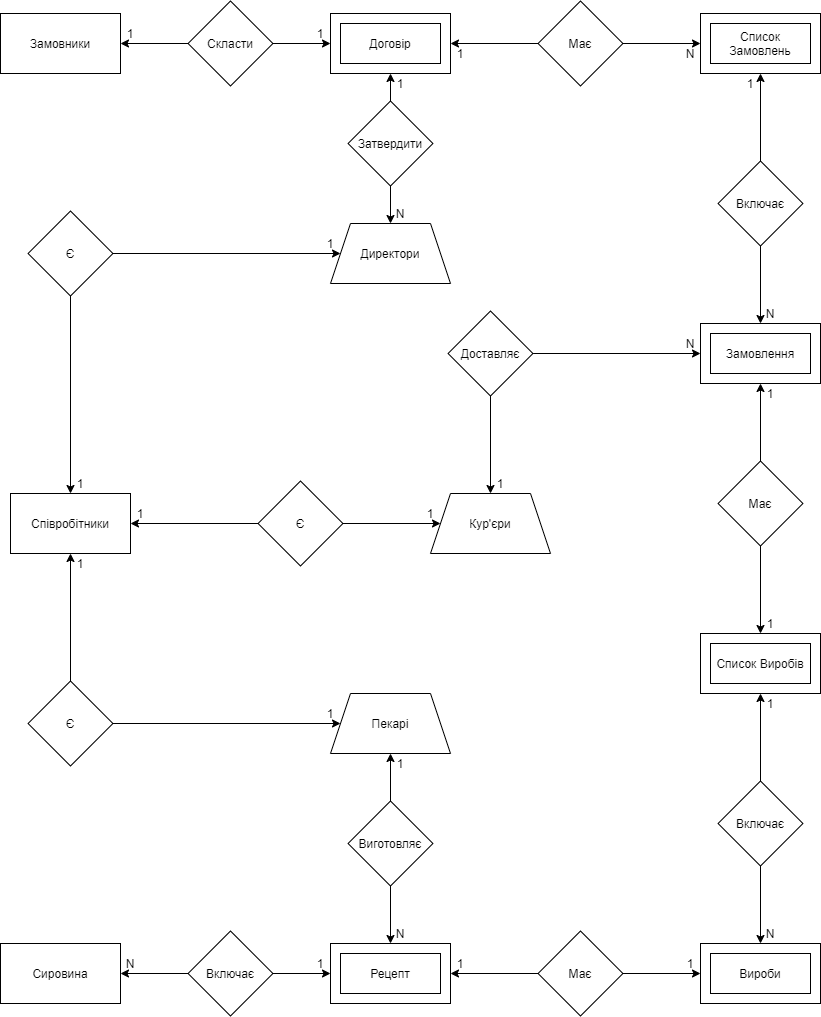 Замовники
1
Скласти
1
Договір
1
Має
N
Список
Замовлень
1
1
Затвердити
N
Включає
Є
1
Директори
N
Доставляє
N
Замовлення
1
1
1
Співробітники
1
Є
1
Кур'єри
Має
1
1
Список Виробів
1
Є
1
Пекарі
1
Виготовляє
Включає
N
N
Сировина
N
Включає
1
Рецепт
1
Має
1
Вироби